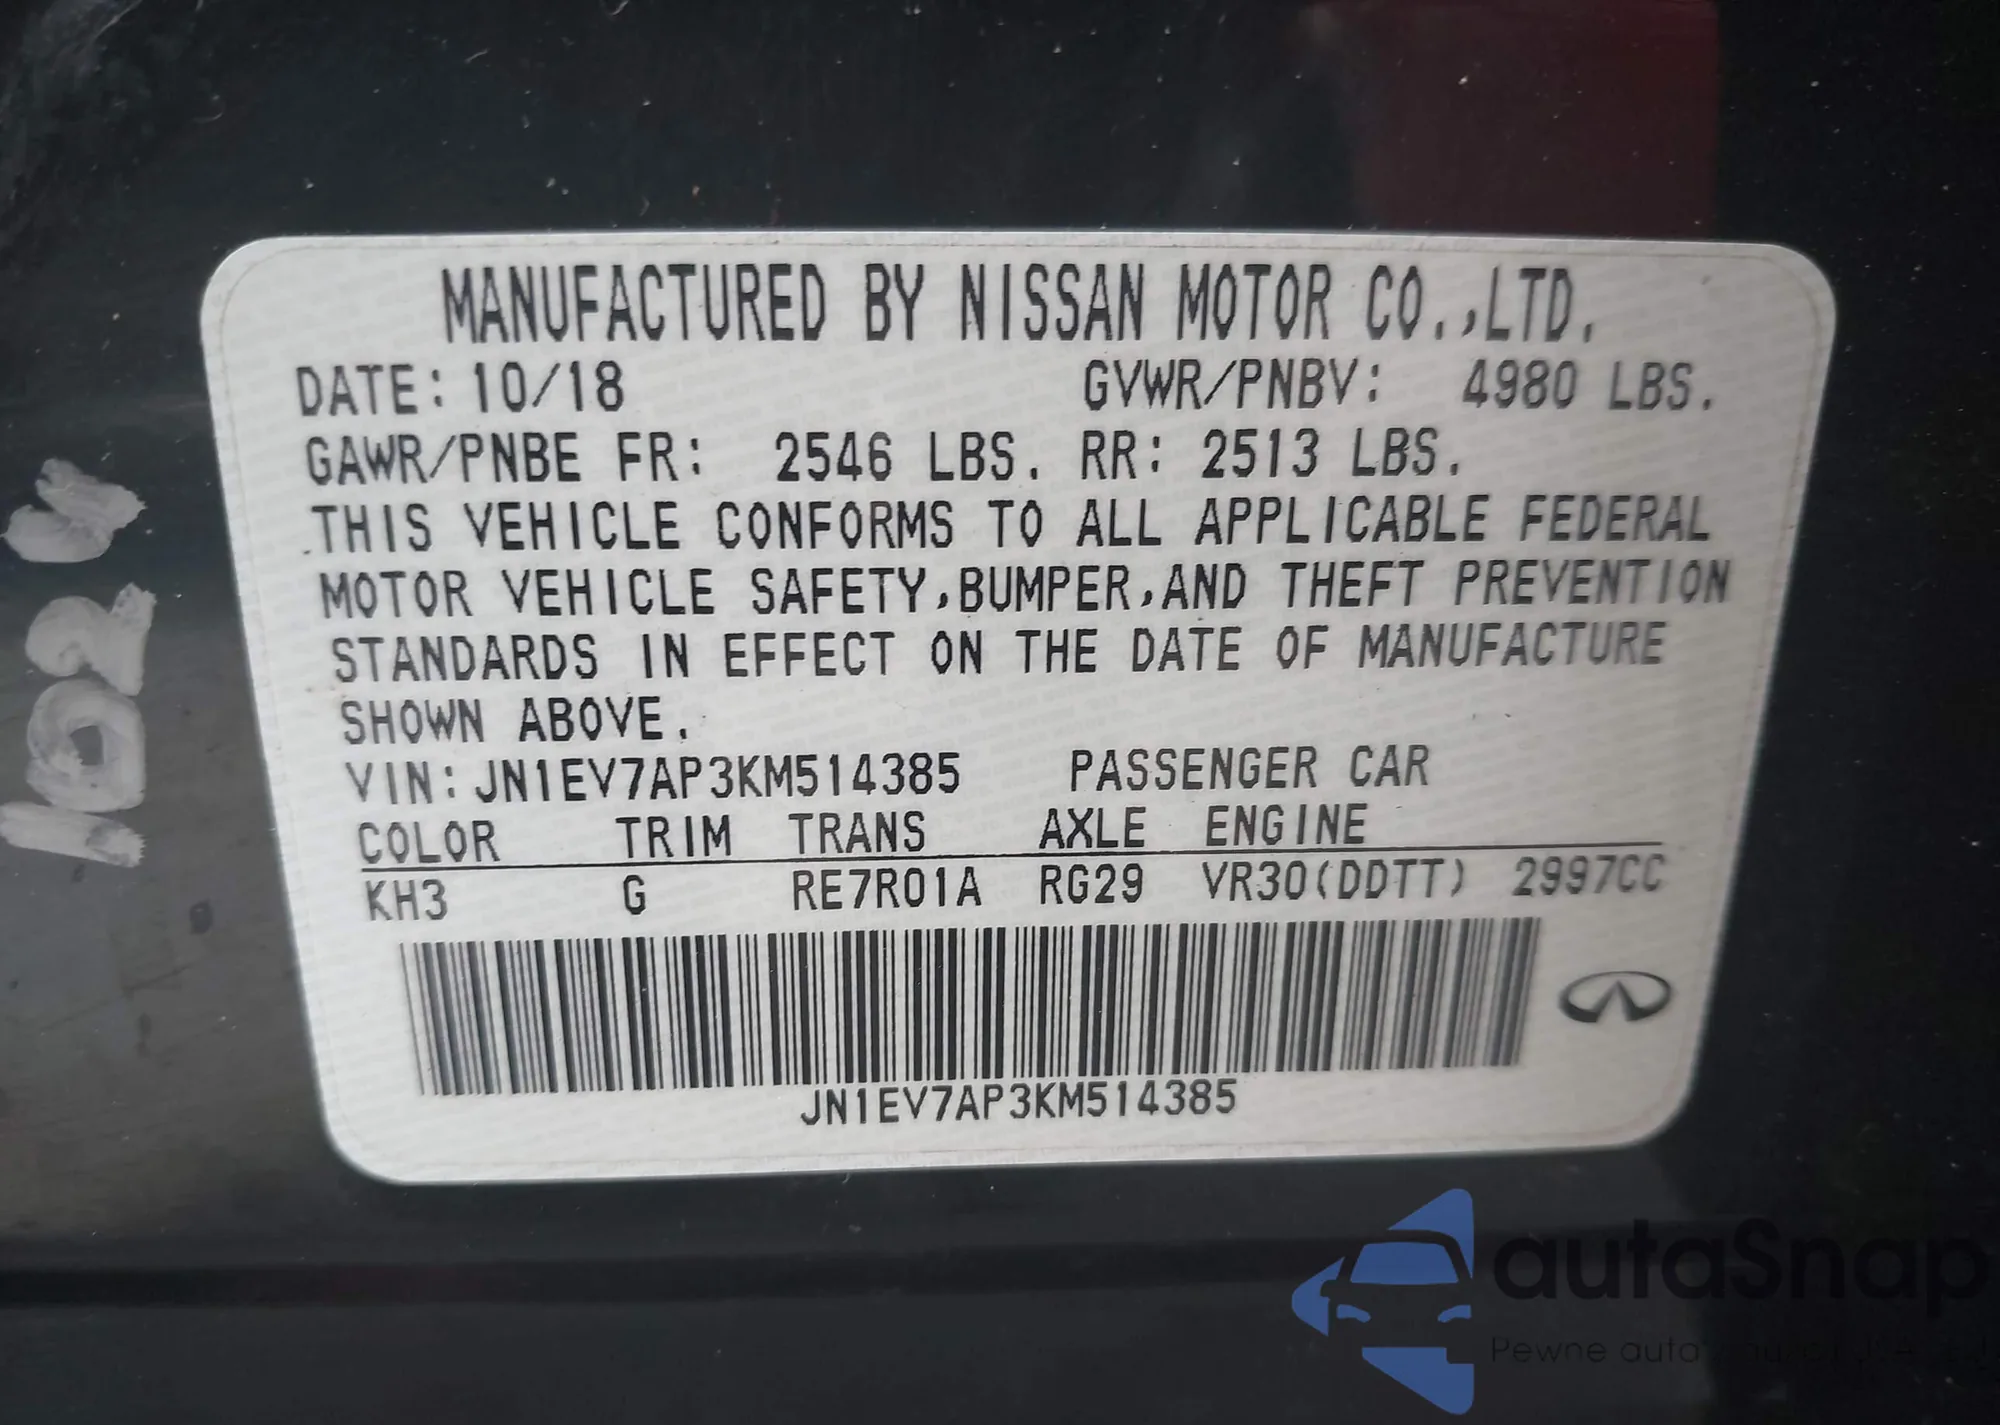 MANUFACTURED BY NISSAN MOTOR CO.,LTD.
DATE: 10/18 GVWR/PNBV: 4980 LBS.
GAWR/PNBE FR: 2546 LBS. RR: 2513 LBS.
THIS VEHICLE CONFORMS TO ALL APPLICABLE FEDERAL
MOTOR VEHICLE SAFETY,BUMPER,AND THEFT PREVENTION
STANDARDS IN EFFECT ON THE DATE OF MANUFACTURE
SHOWN ABOVE.
VIN: JN1EV7AP3KM514385 PASSENGER CAR
COLOR TRIM TRANS AXLE ENGINE
KH3 G RE7R01A RG29 VR30(DDTT) 2997CC
JN1EV7AP3KM514385
autaSnap
Pewne auta